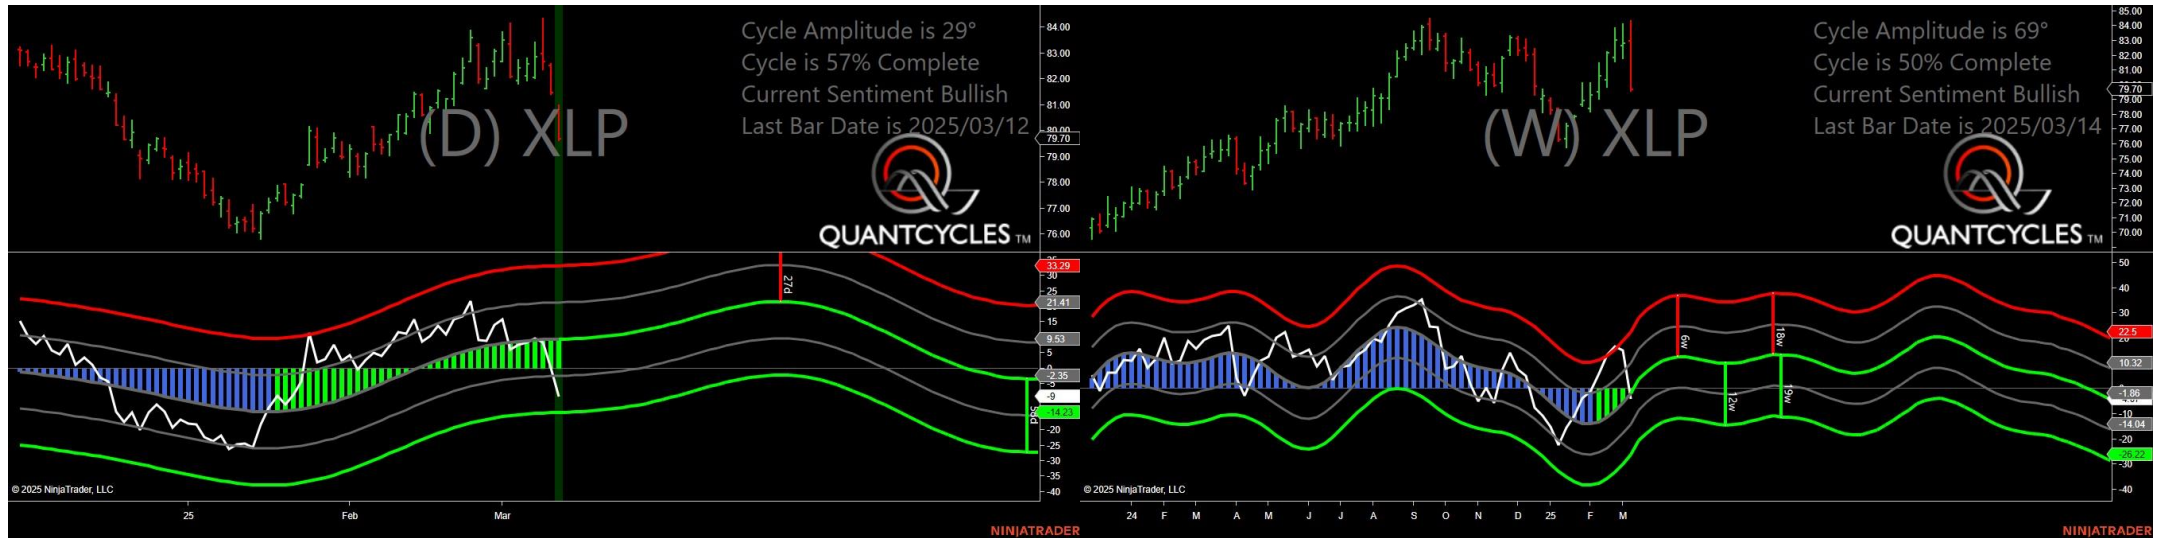 Cycle Amplitude is 29°
Cycle is 57% Complete
Current Sentiment Bullish
Last Bar Date is 2025/03/12
(D) XLP
QUANTCYCLES TM
84.00
83.00
82.00
81.00
80.00
79.70
79.00
78.00
77.00
76.00
33.29
30
25
21.41
15
9.53
5
0
-2.35
-5
-9
-14.23
-20
-25
-30
-35
-40
27d
© 2025 NinjaTrader, LLC
25 Feb Mar
NINJATRADER
Cycle Amplitude is 69°
Cycle is 50% Complete
Current Sentiment Bullish
Last Bar Date is 2025/03/14
(W) XLP
QUANTCYCLES TM
85.00
84.00
83.00
82.00
81.00
79.70
79.00
78.00
77.00
76.00
75.00
74.00
73.00
72.00
71.00
70.00
50
40
30
22.5
20
10.32
0
-1.86
-10
-14.04
-20
-26.22
-30
-40
6w
18w
12w
19w
© 2025 NinjaTrader, LLC
24 F M A M J J A S O N D 25 F M
NINJATRADER